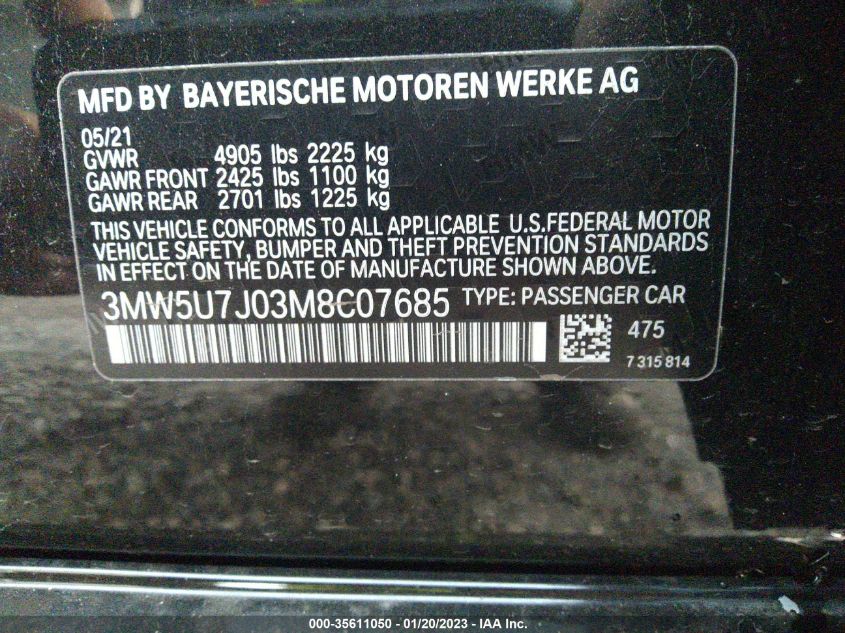 MFD BY BAYERISCHE MOTOREN WERKE AG
05/21
GVWR 4905 lbs 2225 kg
GAWR FRONT 2425 lbs 1100 kg
GAWR REAR 2701 lbs 1225 kg
THIS VEHICLE CONFORMS TO ALL APPLICABLE U.S.FEDERAL MOTOR
VEHICLE SAFETY, BUMPER AND THEFT PREVENTION STANDARDS
IN EFFECT ON THE DATE OF MANUFACTURE SHOWN ABOVE.
3MW5U7J03M8C07685 TYPE: PASSENGER CAR
475
7 315 814
000-35611050 - 01/20/2023 - IAA Inc.